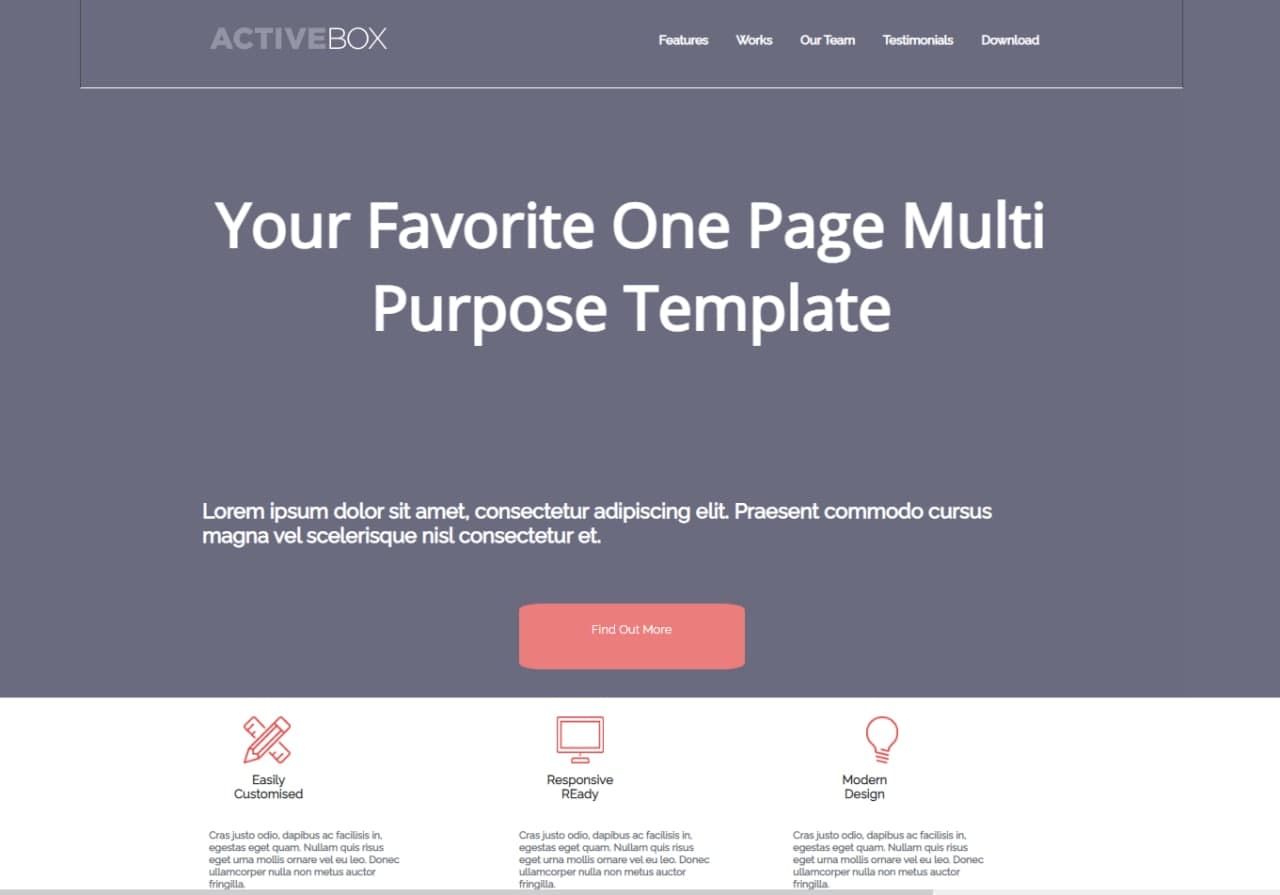 ACTIVEBOX
Features Works Our Team Testimonials Download
Your Favorite One Page Multi
Purpose Template
Lorem ipsum dolor sit amet, consectetur adipiscing elit. Praesent commodo cursus
magna vel scelerisque nisl consectetur et.
Find Out More
Easily
Customised
Cras justo odio, dapibus ac facilisis in,
egestas eget quam. Nullam quis risus
eget urna mollis ornare vel eu leo. Donec
ullamcorper nulla non metus auctor
fringilla.
Responsive
REady
Cras justo odio, dapibus ac facilisis in,
egestas eget quam. Nullam quis risus
eget urna mollis ornare vel eu leo. Donec
ullamcorper nulla non metus auctor
fringilla.
Modern
Design
Cras justo odio, dapibus ac facilisis in,
egestas eget quam. Nullam quis risus
eget urna mollis ornare vel eu leo. Donec
ullamcorper nulla non metus auctor
fringilla.